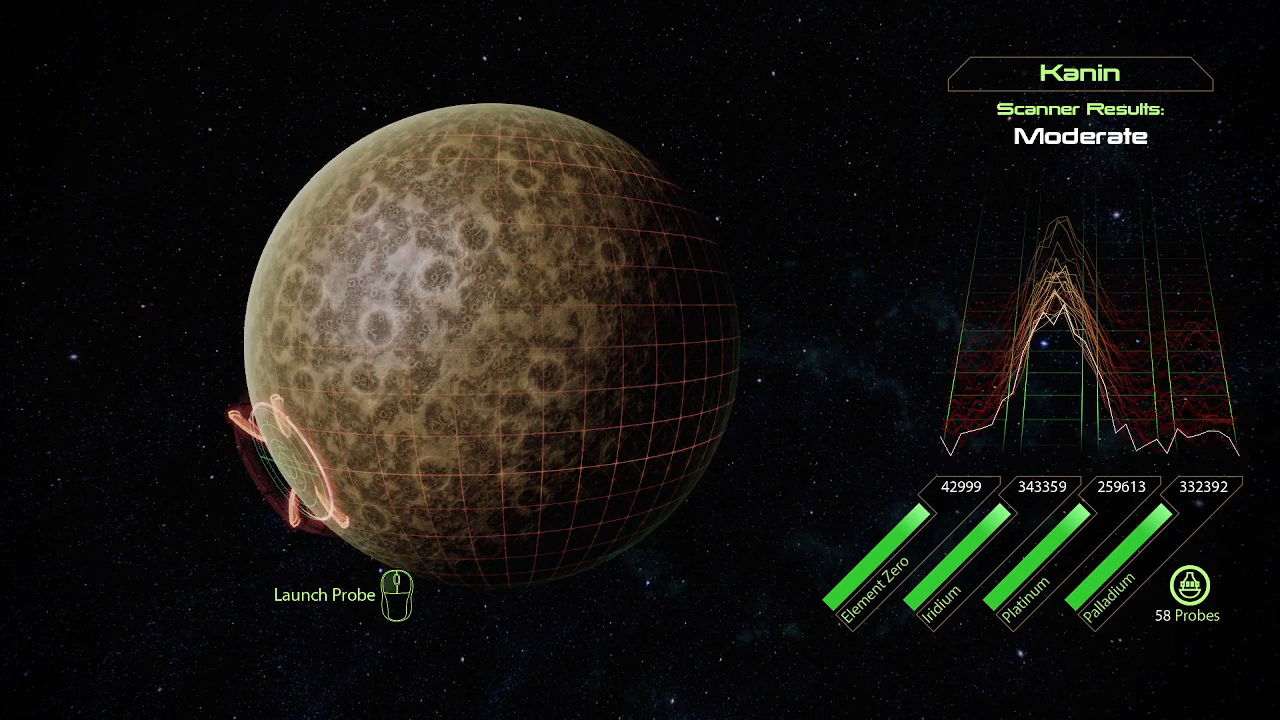 Kanin
Scanner Results:
Moderate
42999 343359 259613 332392
Element Zero
Iridium
Platinum
Palladium
58 Probes
Launch Probe